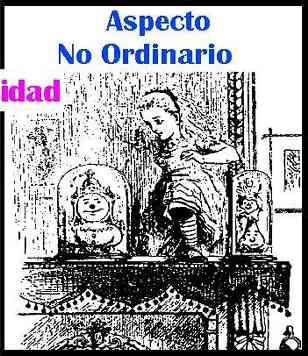 Aspecto
No Ordinario
idad